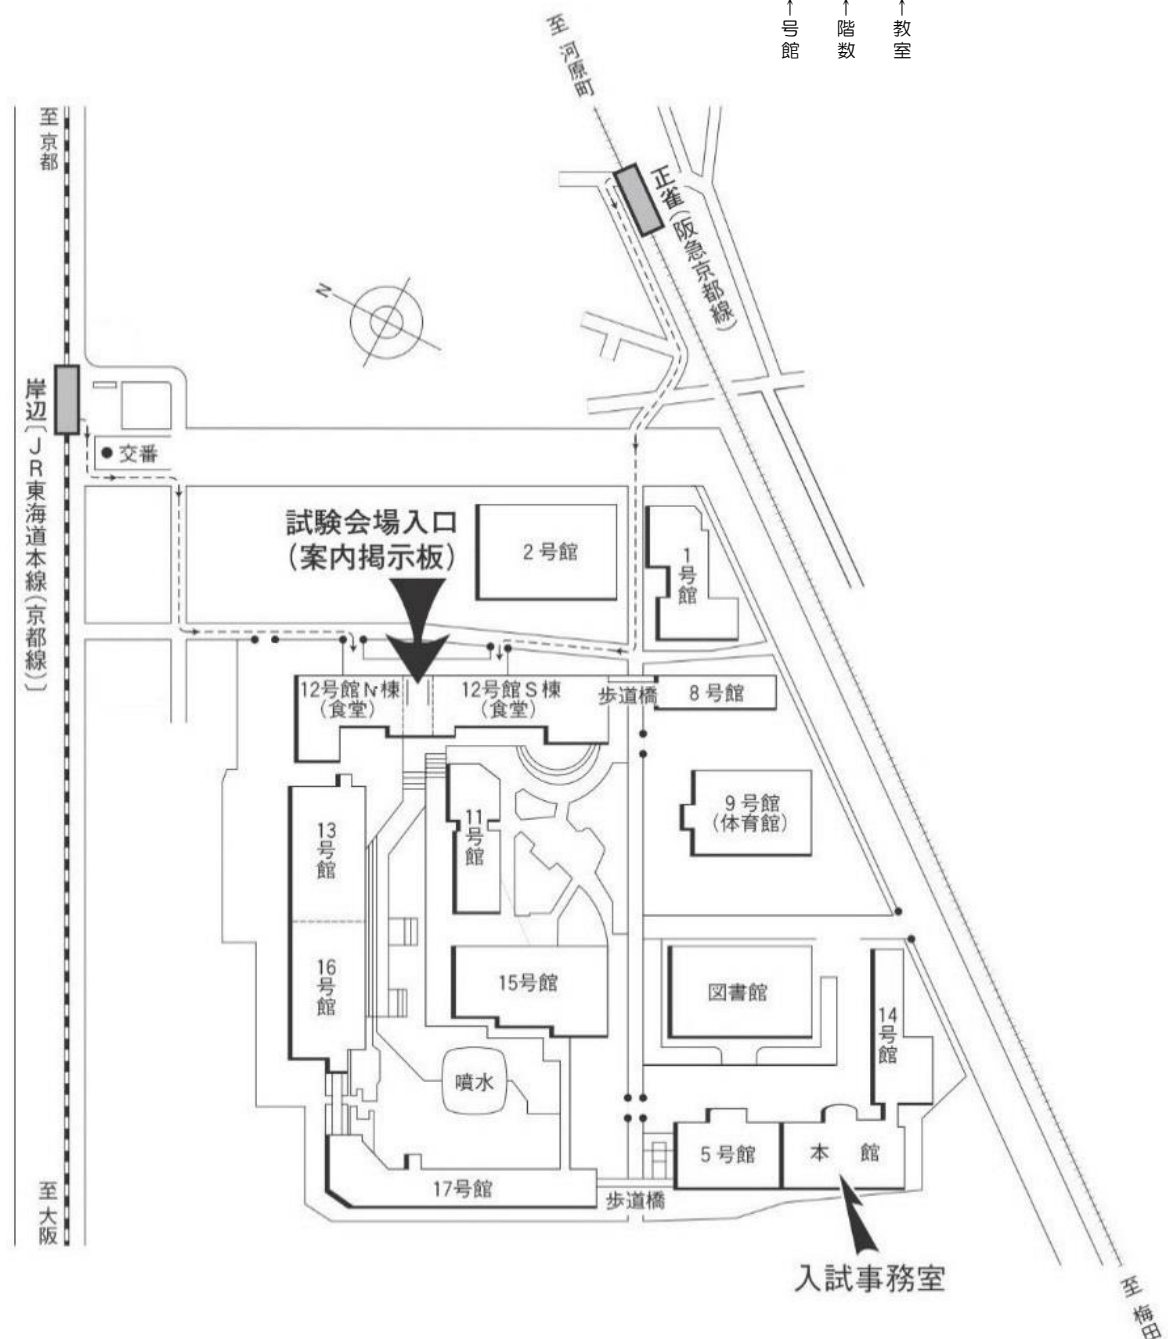 ↑号館
↑階数
↑教室
至 河原町
至 京都
正雀(阪急京都線)
N
岸辺〔JR東海道本線(京都線)〕
交番
試験会場入口
(案内掲示板)
2号館
1号館
12号館N棟
(食堂)
12号館S棟
(食堂)
歩道橋
8号館
9号館
(体育館)
13号館
11号館
16号館
15号館
図書館
14号館
噴水
5号館
本館
17号館
歩道橋
至 大阪
入試事務室
至 梅田